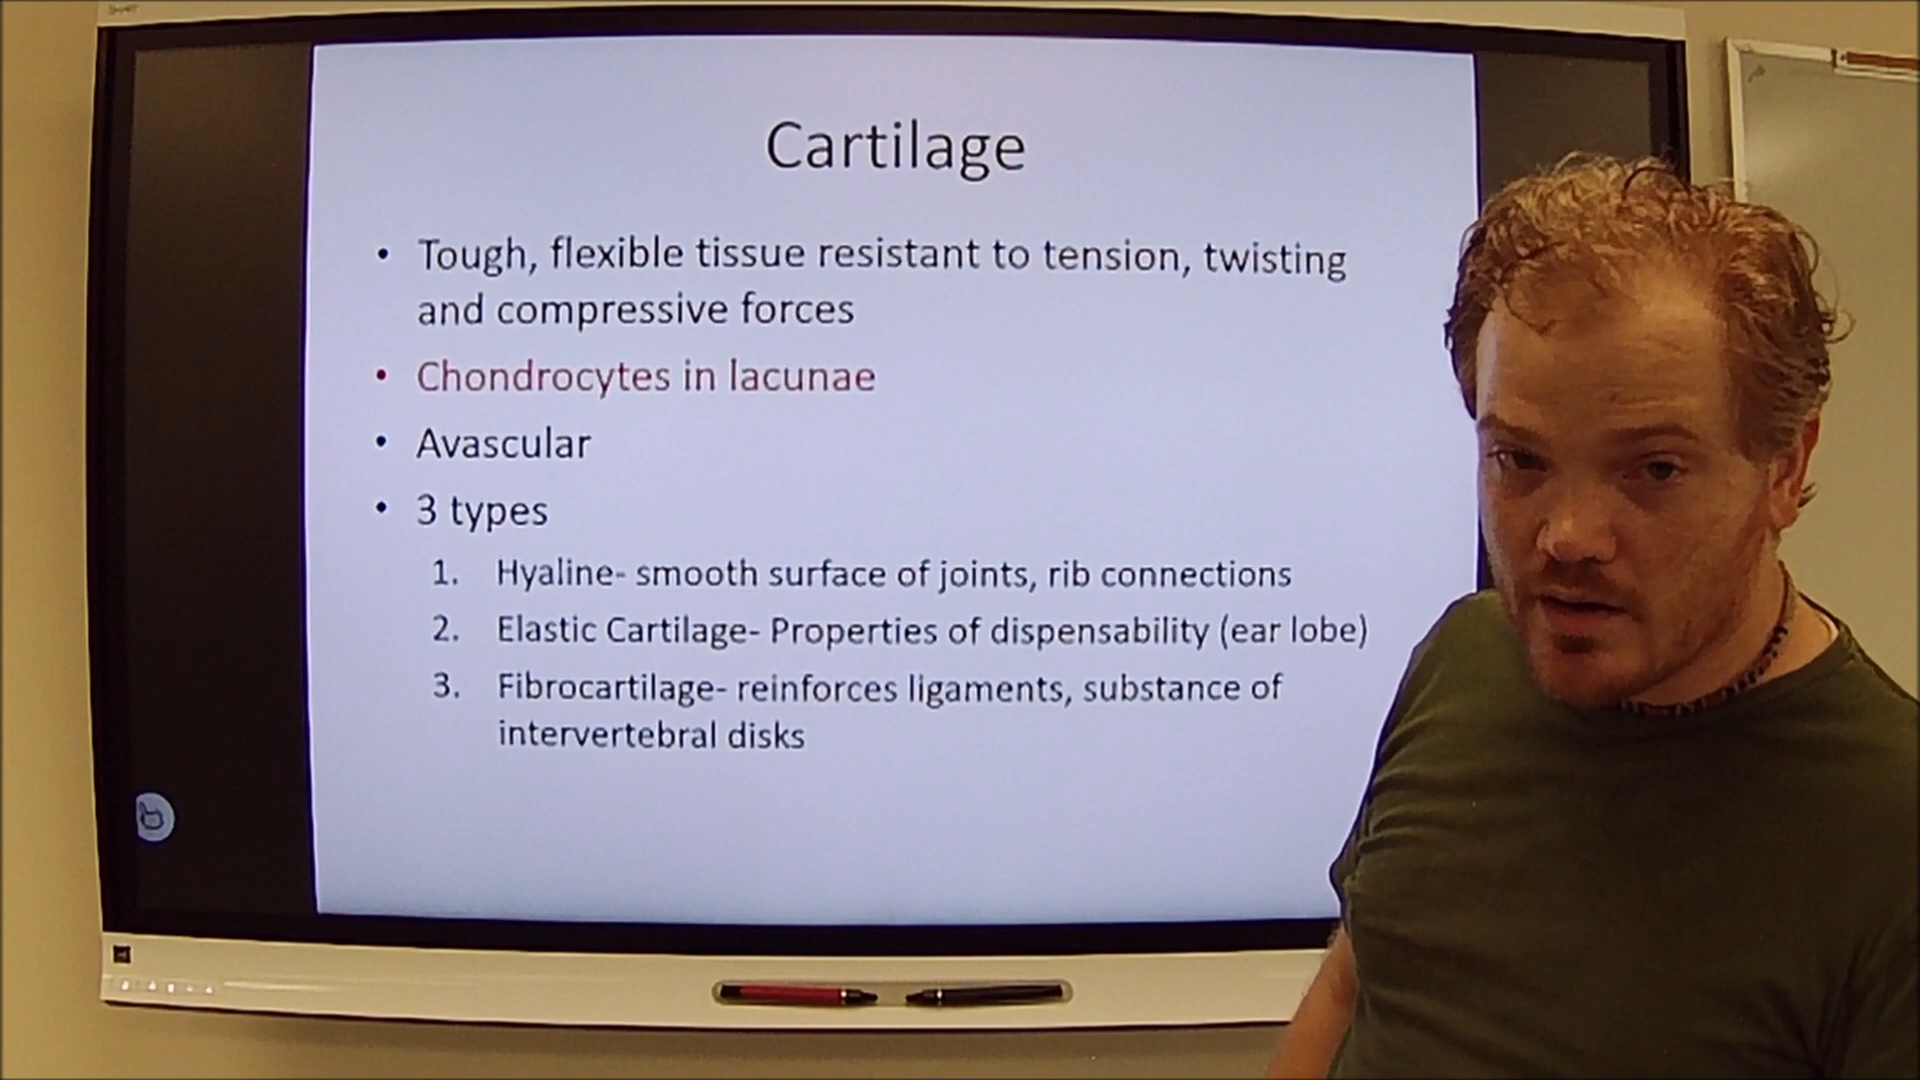 Cartilage
• Tough, flexible tissue resistant to tension, twisting
and compressive forces
• Chondrocytes in lacunae
• Avascular
• 3 types
1. Hyaline- smooth surface of joints, rib connections
2. Elastic Cartilage- Properties of dispensability (ear lobe)
3. Fibrocartilage- reinforces ligaments, substance of
intervertebral disks